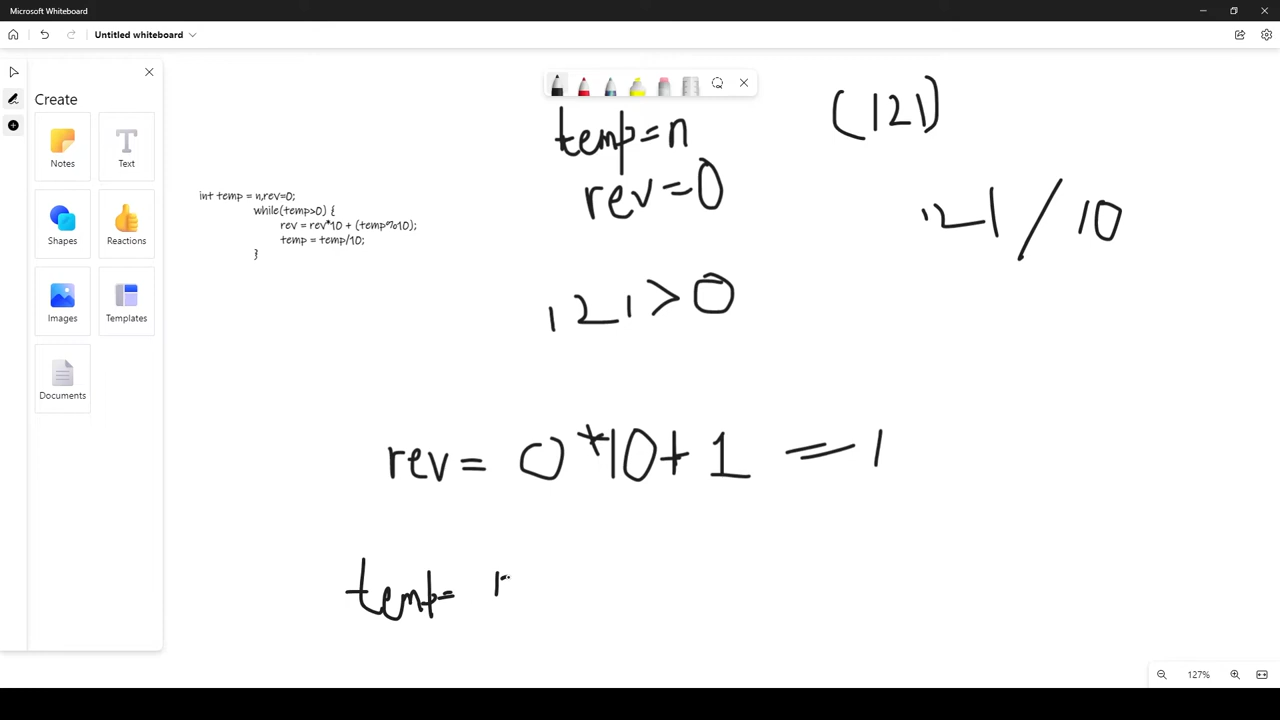 Microsoft Whiteboard
Untitled whiteboard
Create
Notes
Text
Shapes
Reactions
Images
Templates
Documents
int temp = n,rev=0;
while(temp>0) {
rev = rev*10 + (temp%10);
temp = temp/10;
}
temp=n
rev=0
(121)
121/10
121>0
rev= 0*10+1 =1
temp=
127%